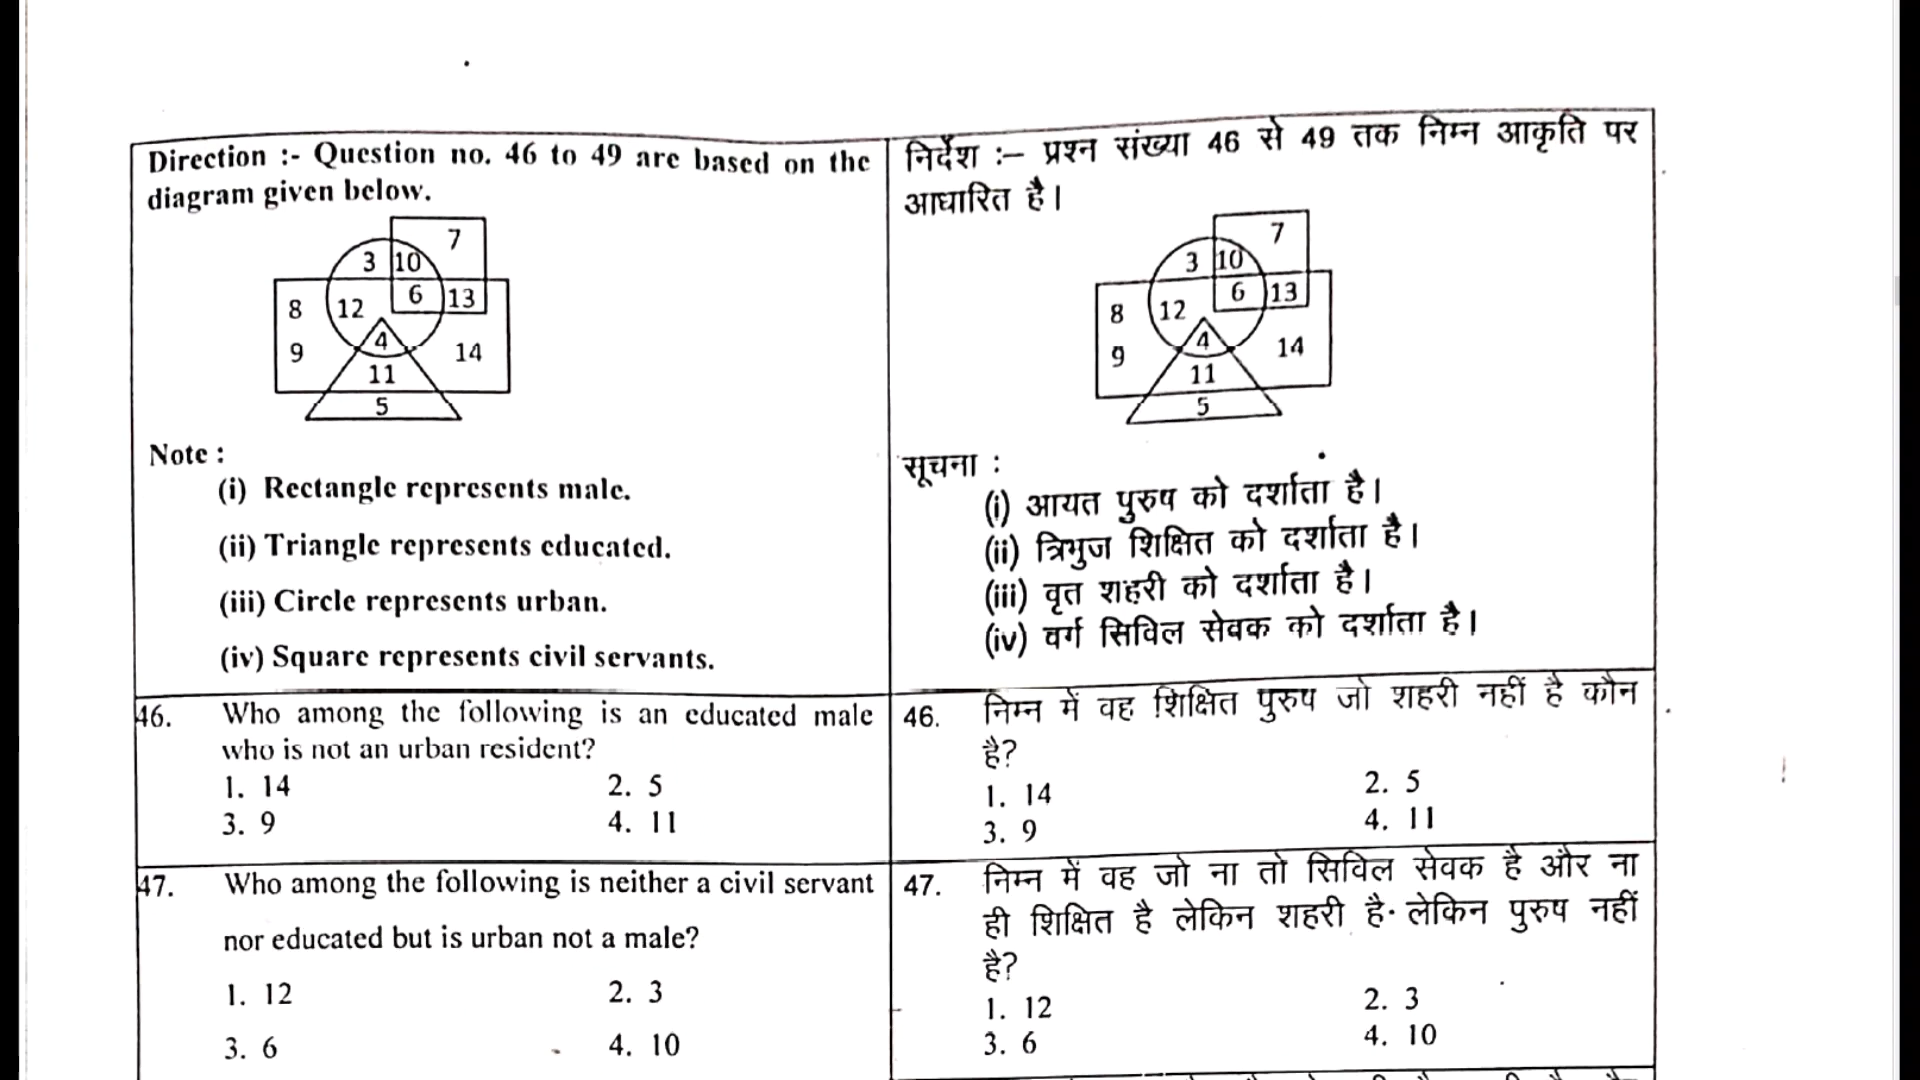 Direction :- Question no. 46 to 49 are based on the
diagram given below.
7
3 10
8 12 6 13
9 4 14
11
5
Note :
(i) Rectangle represents male.
(ii) Triangle represents educated.
(iii) Circle represents urban.
(iv) Square represents civil servants.
निर्देश :– प्रश्न संख्या 46 से 49 तक निम्न आकृति पर
आधारित है।
7
3 10
8 12 6 13
9 4 14
11
5
सूचना :
(i) आयत पुरुष को दर्शाता है।
(ii) त्रिभुज शिक्षित को दर्शाता है।
(iii) वृत शहरी को दर्शाता है।
(iv) वर्ग सिविल सेवक को दर्शाता है।
46. Who among the following is an educated male
who is not an urban resident?
1. 14 2. 5
3. 9 4. 11
46. निम्न में वह शिक्षित पुरुष जो शहरी नहीं है कौन
है?
1. 14 2. 5
3. 9 4. 11
47. Who among the following is neither a civil servant
nor educated but is urban not a male?
1. 12 2. 3
3. 6 4. 10
47. निम्न में वह जो ना तो सिविल सेवक है और ना
ही शिक्षित है लेकिन शहरी है लेकिन पुरुष नहीं
है?
1. 12 2. 3
3. 6 4. 10